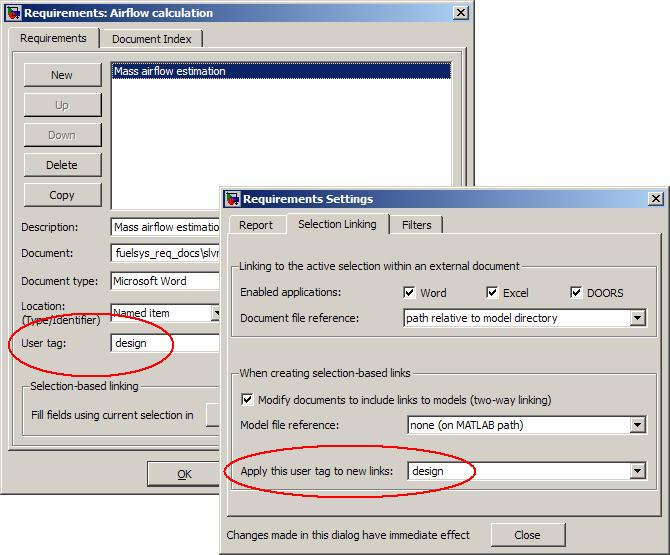 Requirements: Airflow calculation
Requirements
Document Index
New
Up
Down
Delete
Copy
Mass airflow estimation
Description:
Mass airflow estimatio
Document:
fuelsys_req_docs\slvn
Document type:
Microsoft Word
Location:
(Type/Identifier)
Named item
User tag:
design
Selection-based linking
Fill fields using current selection in
OK
Requirements Settings
Report
Selection Linking
Filters
Linking to the active selection within an external document
Enabled applications:
Word
Excel
DOORS
Document file reference:
path relative to model directory
When creating selection-based links
Modify documents to include links to models (two-way linking)
Model file reference:
none (on MATLAB path)
Apply this user tag to new links:
design
Changes made in this dialog have immediate effect
Close